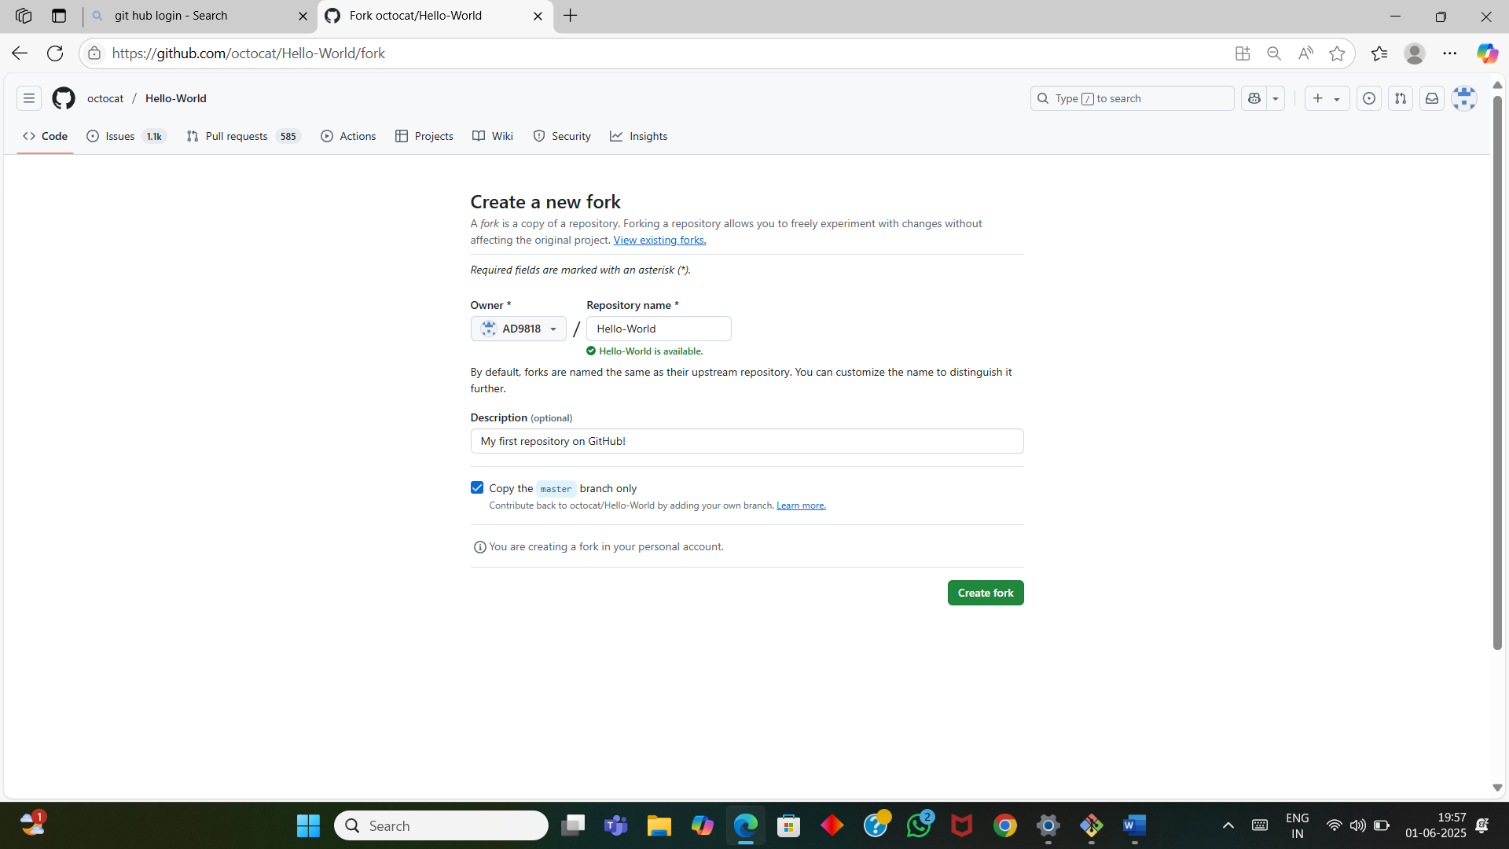 git hub login - Search
Fork octocat/Hello-World
https://github.com/octocat/Hello-World/fork
octocat / Hello-World
Type / to search
Code
Issues 1.1k
Pull requests 585
Actions
Projects
Wiki
Security
Insights
Create a new fork
A fork is a copy of a repository. Forking a repository allows you to freely experiment with changes without
affecting the original project. View existing forks.
Required fields are marked with an asterisk (*).
Owner * Repository name *
AD9818 / Hello-World
Hello-World is available.
By default, forks are named the same as their upstream repository. You can customize the name to distinguish it
further.
Description (optional)
My first repository on GitHub!
Copy the master branch only
Contribute back to octocat/Hello-World by adding your own branch. Learn more.
You are creating a fork in your personal account.
Create fork
1
Search
2
ENG
IN
19:57
01-06-2025